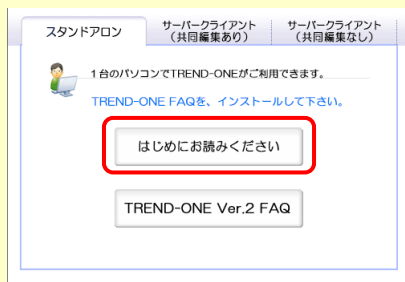 スタンドアロン
サーバークライアント
（共同編集あり）
サーバークライアント
（共同編集なし）
1台のパソコンでTREND-ONEがご利用できます。
TREND-ONE FAQを、インストールして下さい。
はじめにお読みください
TREND-ONE Ver.2 FAQ